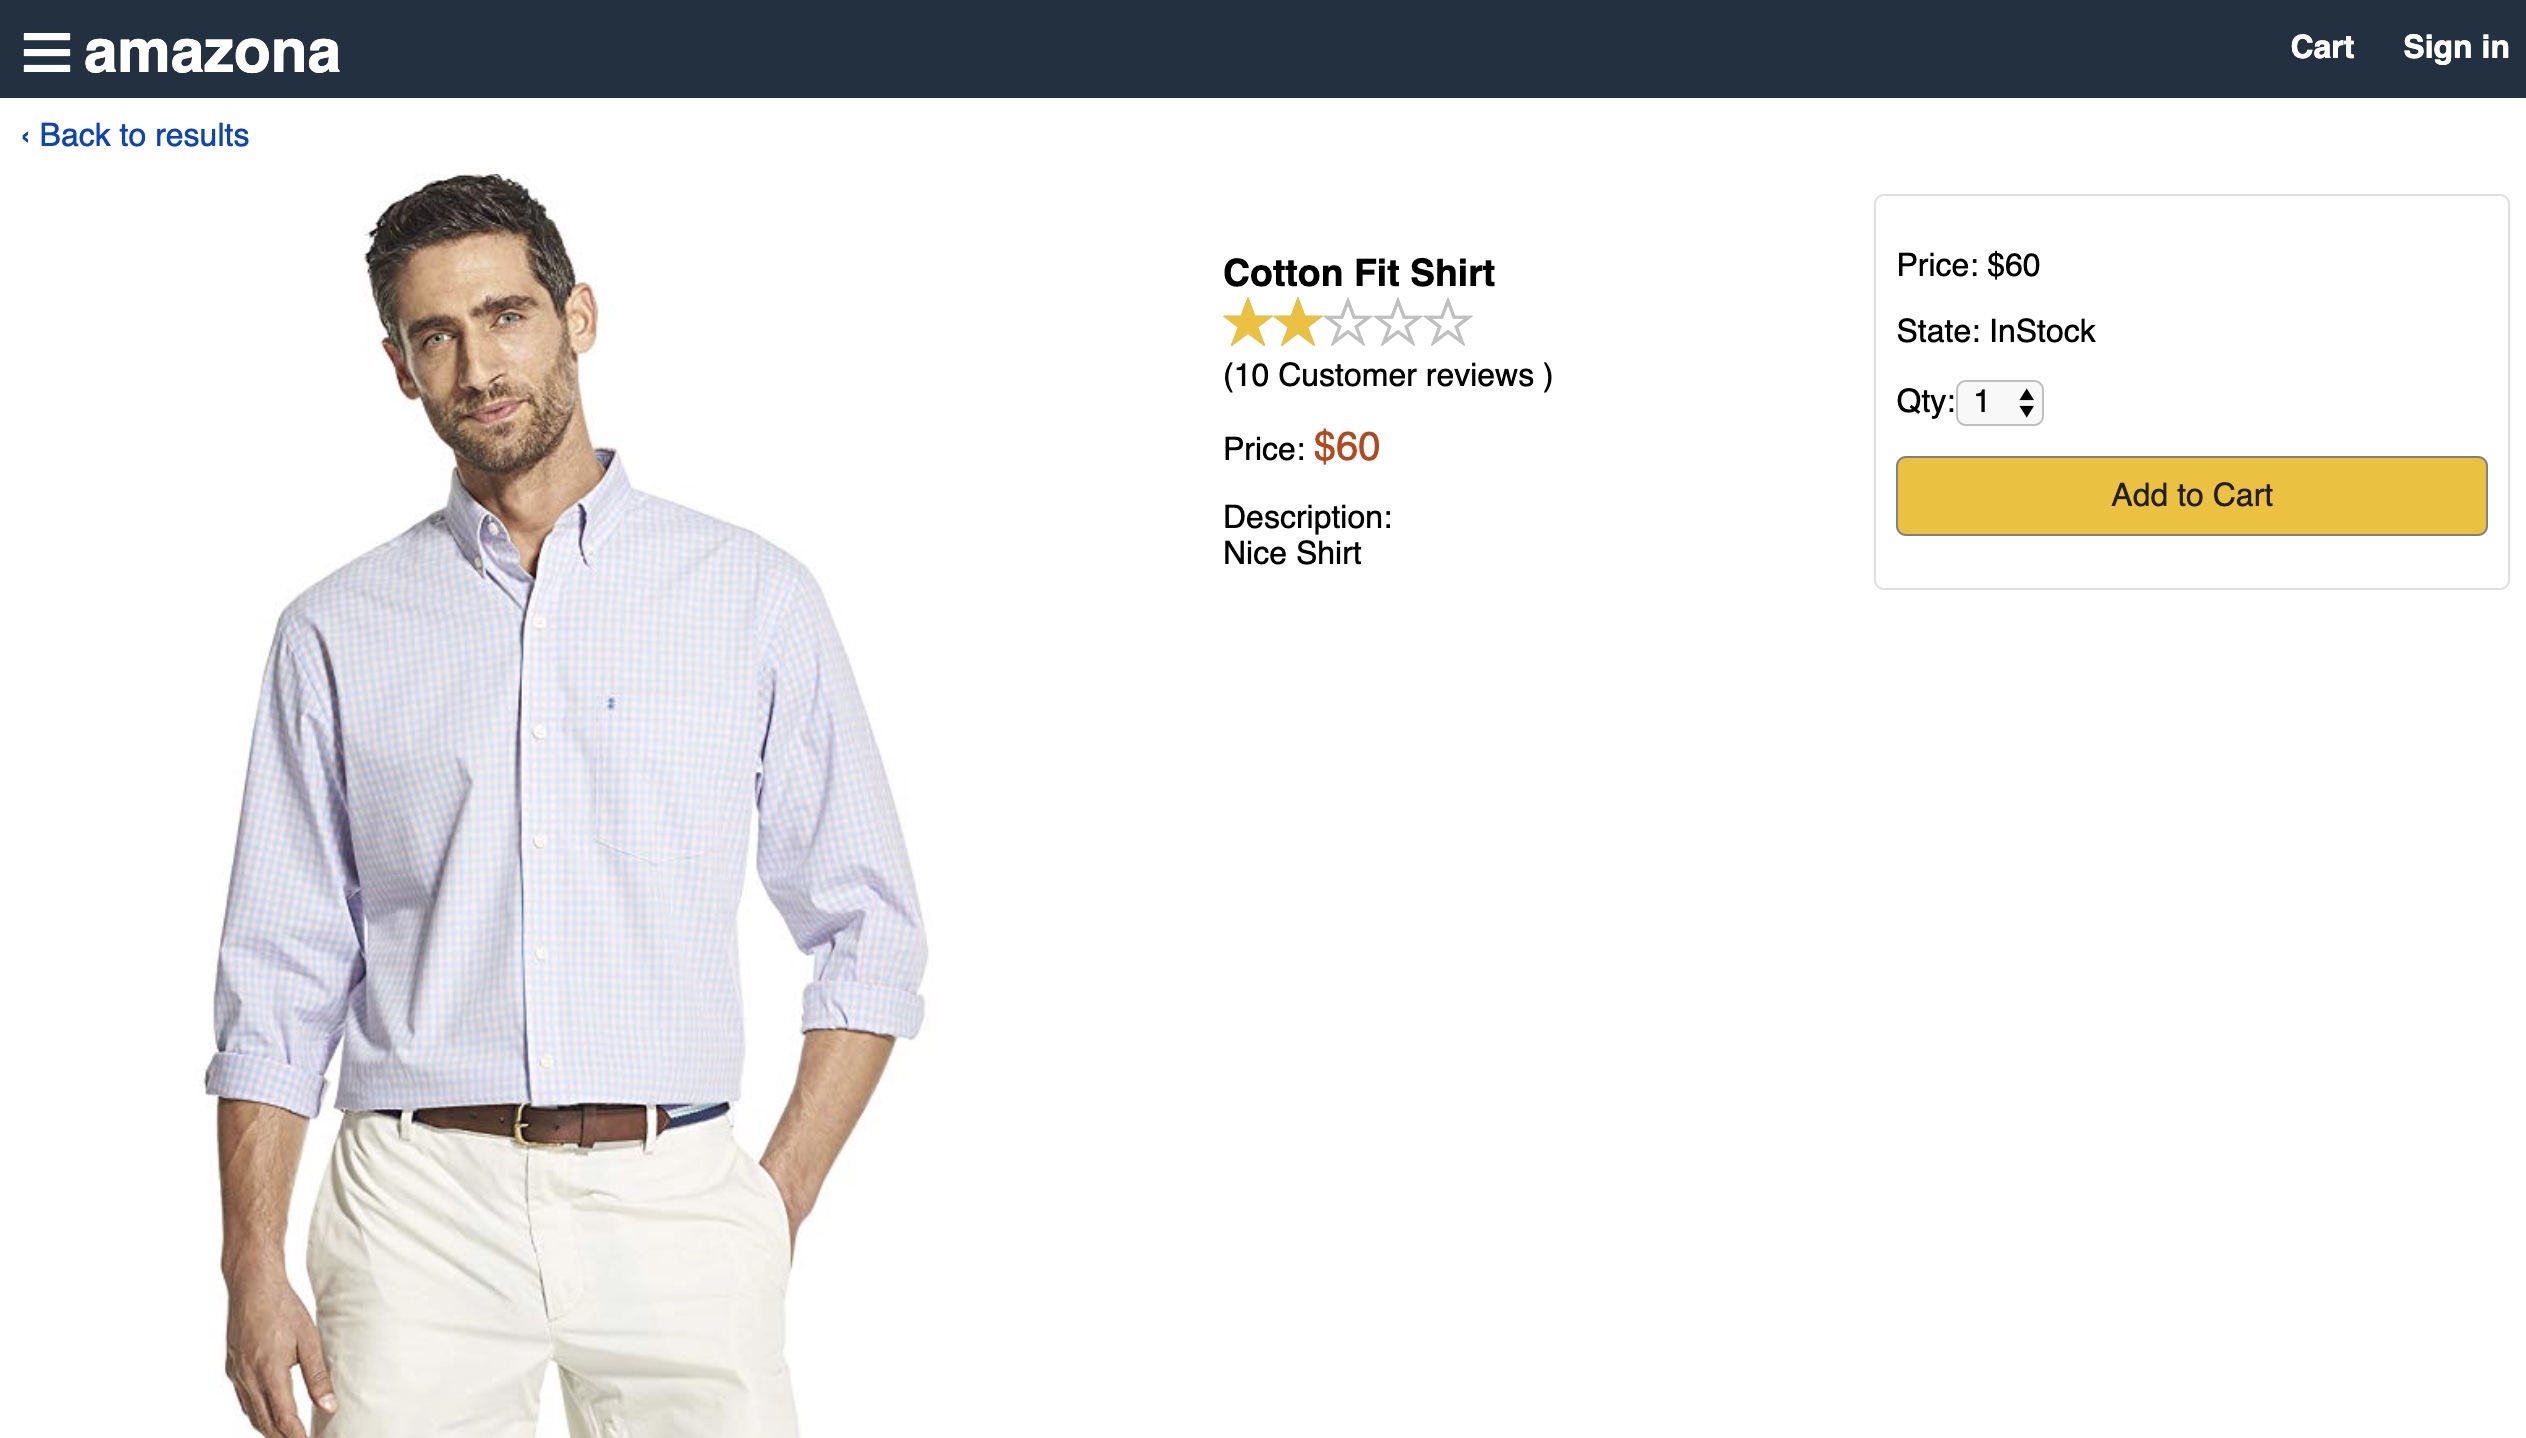 amazona
Cart
Sign in
‹ Back to results
Cotton Fit Shirt
(10 Customer reviews )
Price: $60
Description:
Nice Shirt
Price: $60
State: InStock
Qty: 1
Add to Cart